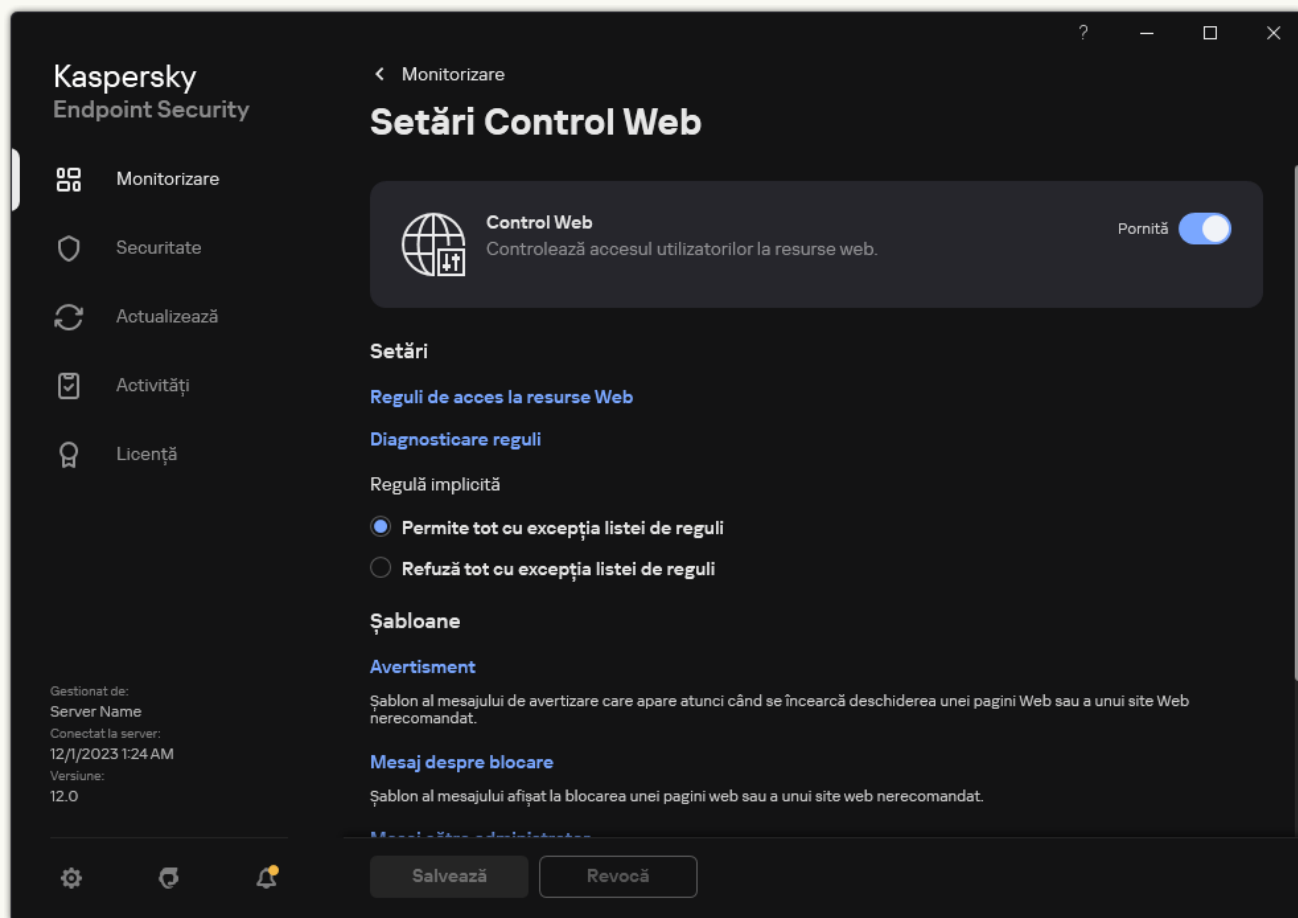 ?
Kaspersky
Endpoint Security
Monitorizare
Securitate
Actualizează
Activități
Licență
Gestionat de:
Server Name
Conectat la server:
12/1/2023 1:24 AM
Versiune:
12.0
Monitorizare
Setări Control Web
Control Web
Controlează accesul utilizatorilor la resurse web.
Pornită
Setări
Reguli de acces la resurse Web
Diagnosticare reguli
Regulă implicită
Permite tot cu excepția listei de reguli
Refuză tot cu excepția listei de reguli
Șabloane
Avertisment
Șablon al mesajului de avertizare care apare atunci când se încearcă deschiderea unei pagini Web sau a unui site Web
nerecomandat.
Mesaj despre blocare
Șablon al mesajului afișat la blocarea unei pagini web sau a unui site web nerecomandat.
Mesaj către administrator
Salvează
Revocă